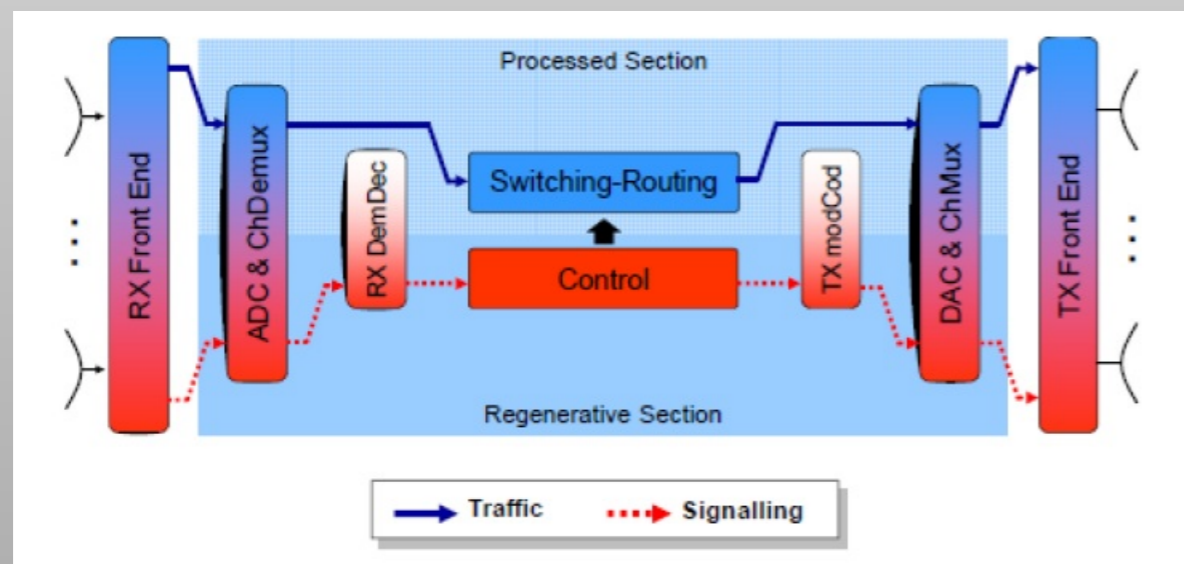 Processed Section
RX Front End
ADC & ChDemux
RX DemDec
Switching-Routing
Control
TX modCod
DAC & ChMux
TX Front End
Regenerative Section
Traffic
Signalling